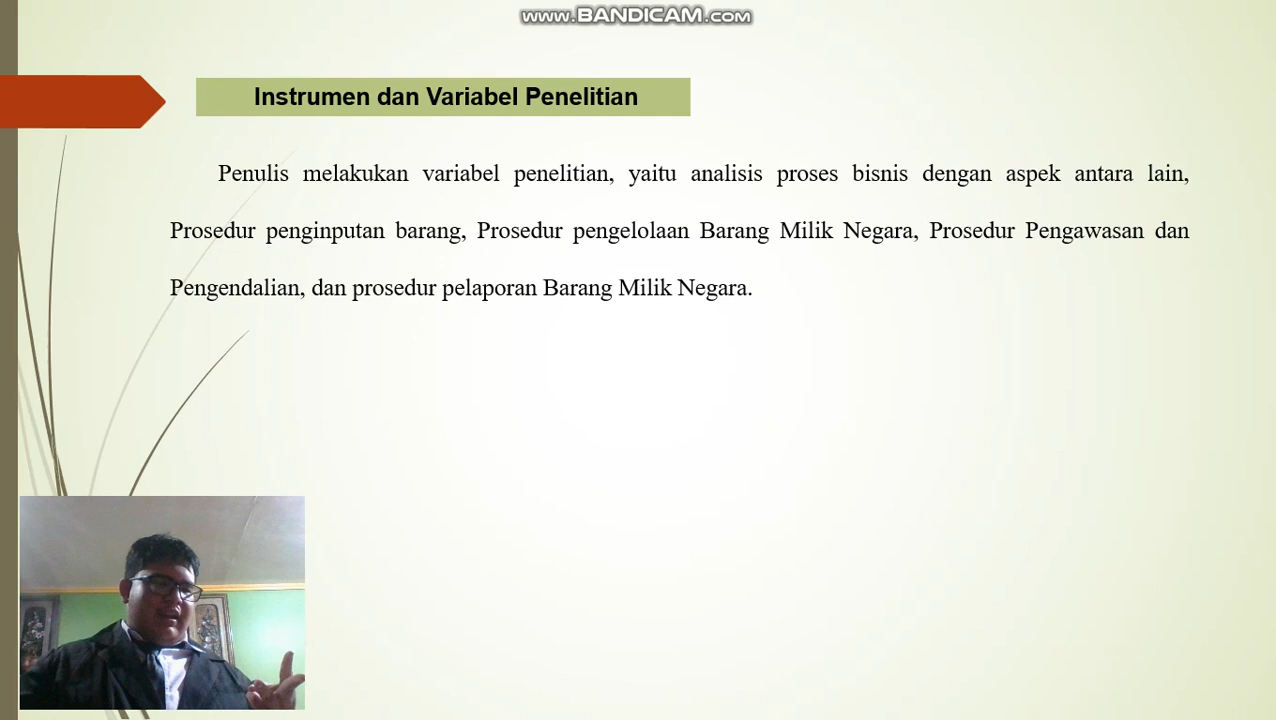 www.BANDICAM.com
Instrumen dan Variabel Penelitian
Penulis melakukan variabel penelitian, yaitu analisis proses bisnis dengan aspek antara lain,
Prosedur penginputan barang, Prosedur pengelolaan Barang Milik Negara, Prosedur Pengawasan dan
Pengendalian, dan prosedur pelaporan Barang Milik Negara.